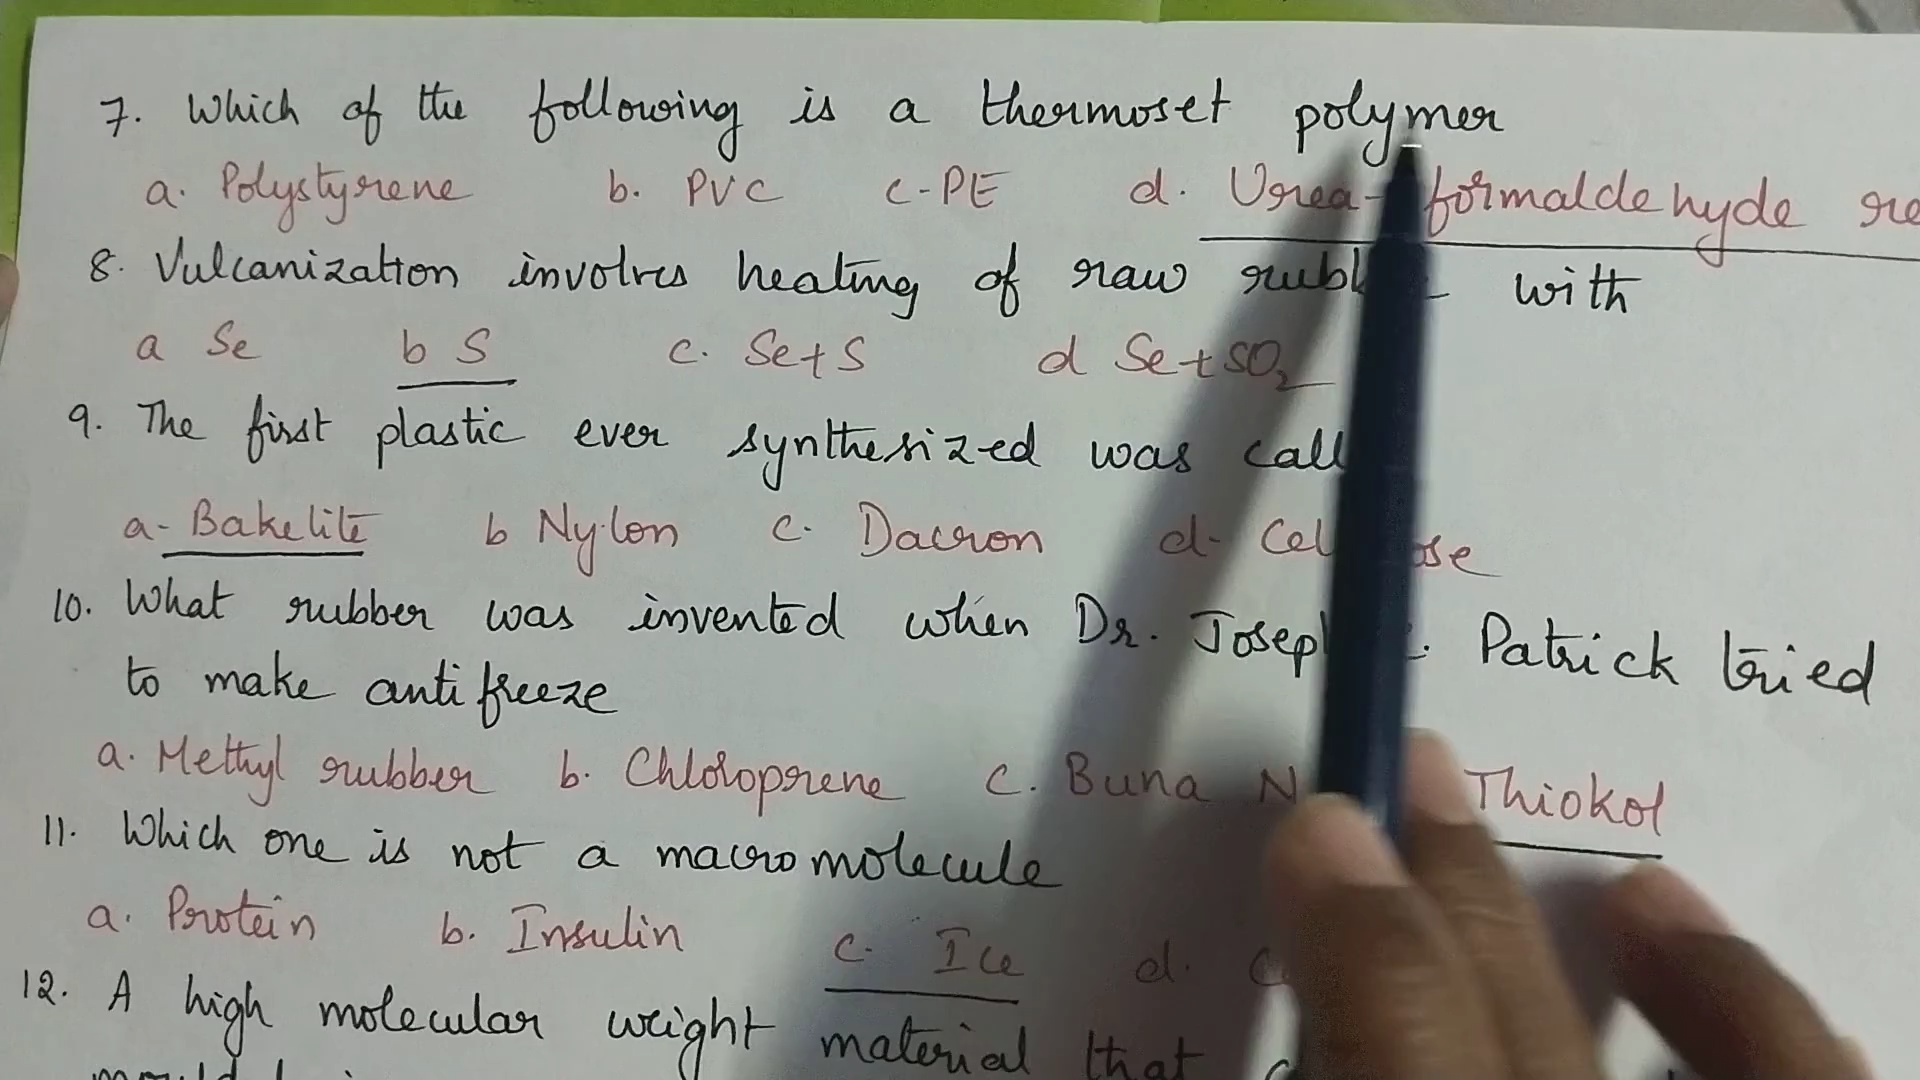 7. Which of the following is a thermoset polymer
a. Polystyrene b. PVC c-PE d. Urea-formaldehyde
8. Vulcanization involves heating of raw with
a Se b S c. Se+S d Se+SO2
9. The first plastic ever synthesized was
a- Bakelite b Nylon c. Dacron d-
10. What rubber was invented when Dr. Patrick tried
to make antifreeze
a. Methyl rubber b. Chloroprene c. Buna N Thiokol
11. Which one is not a macromolecule
a. Protein b. Insulin c. Ice d.
12. A high molecular weight material that